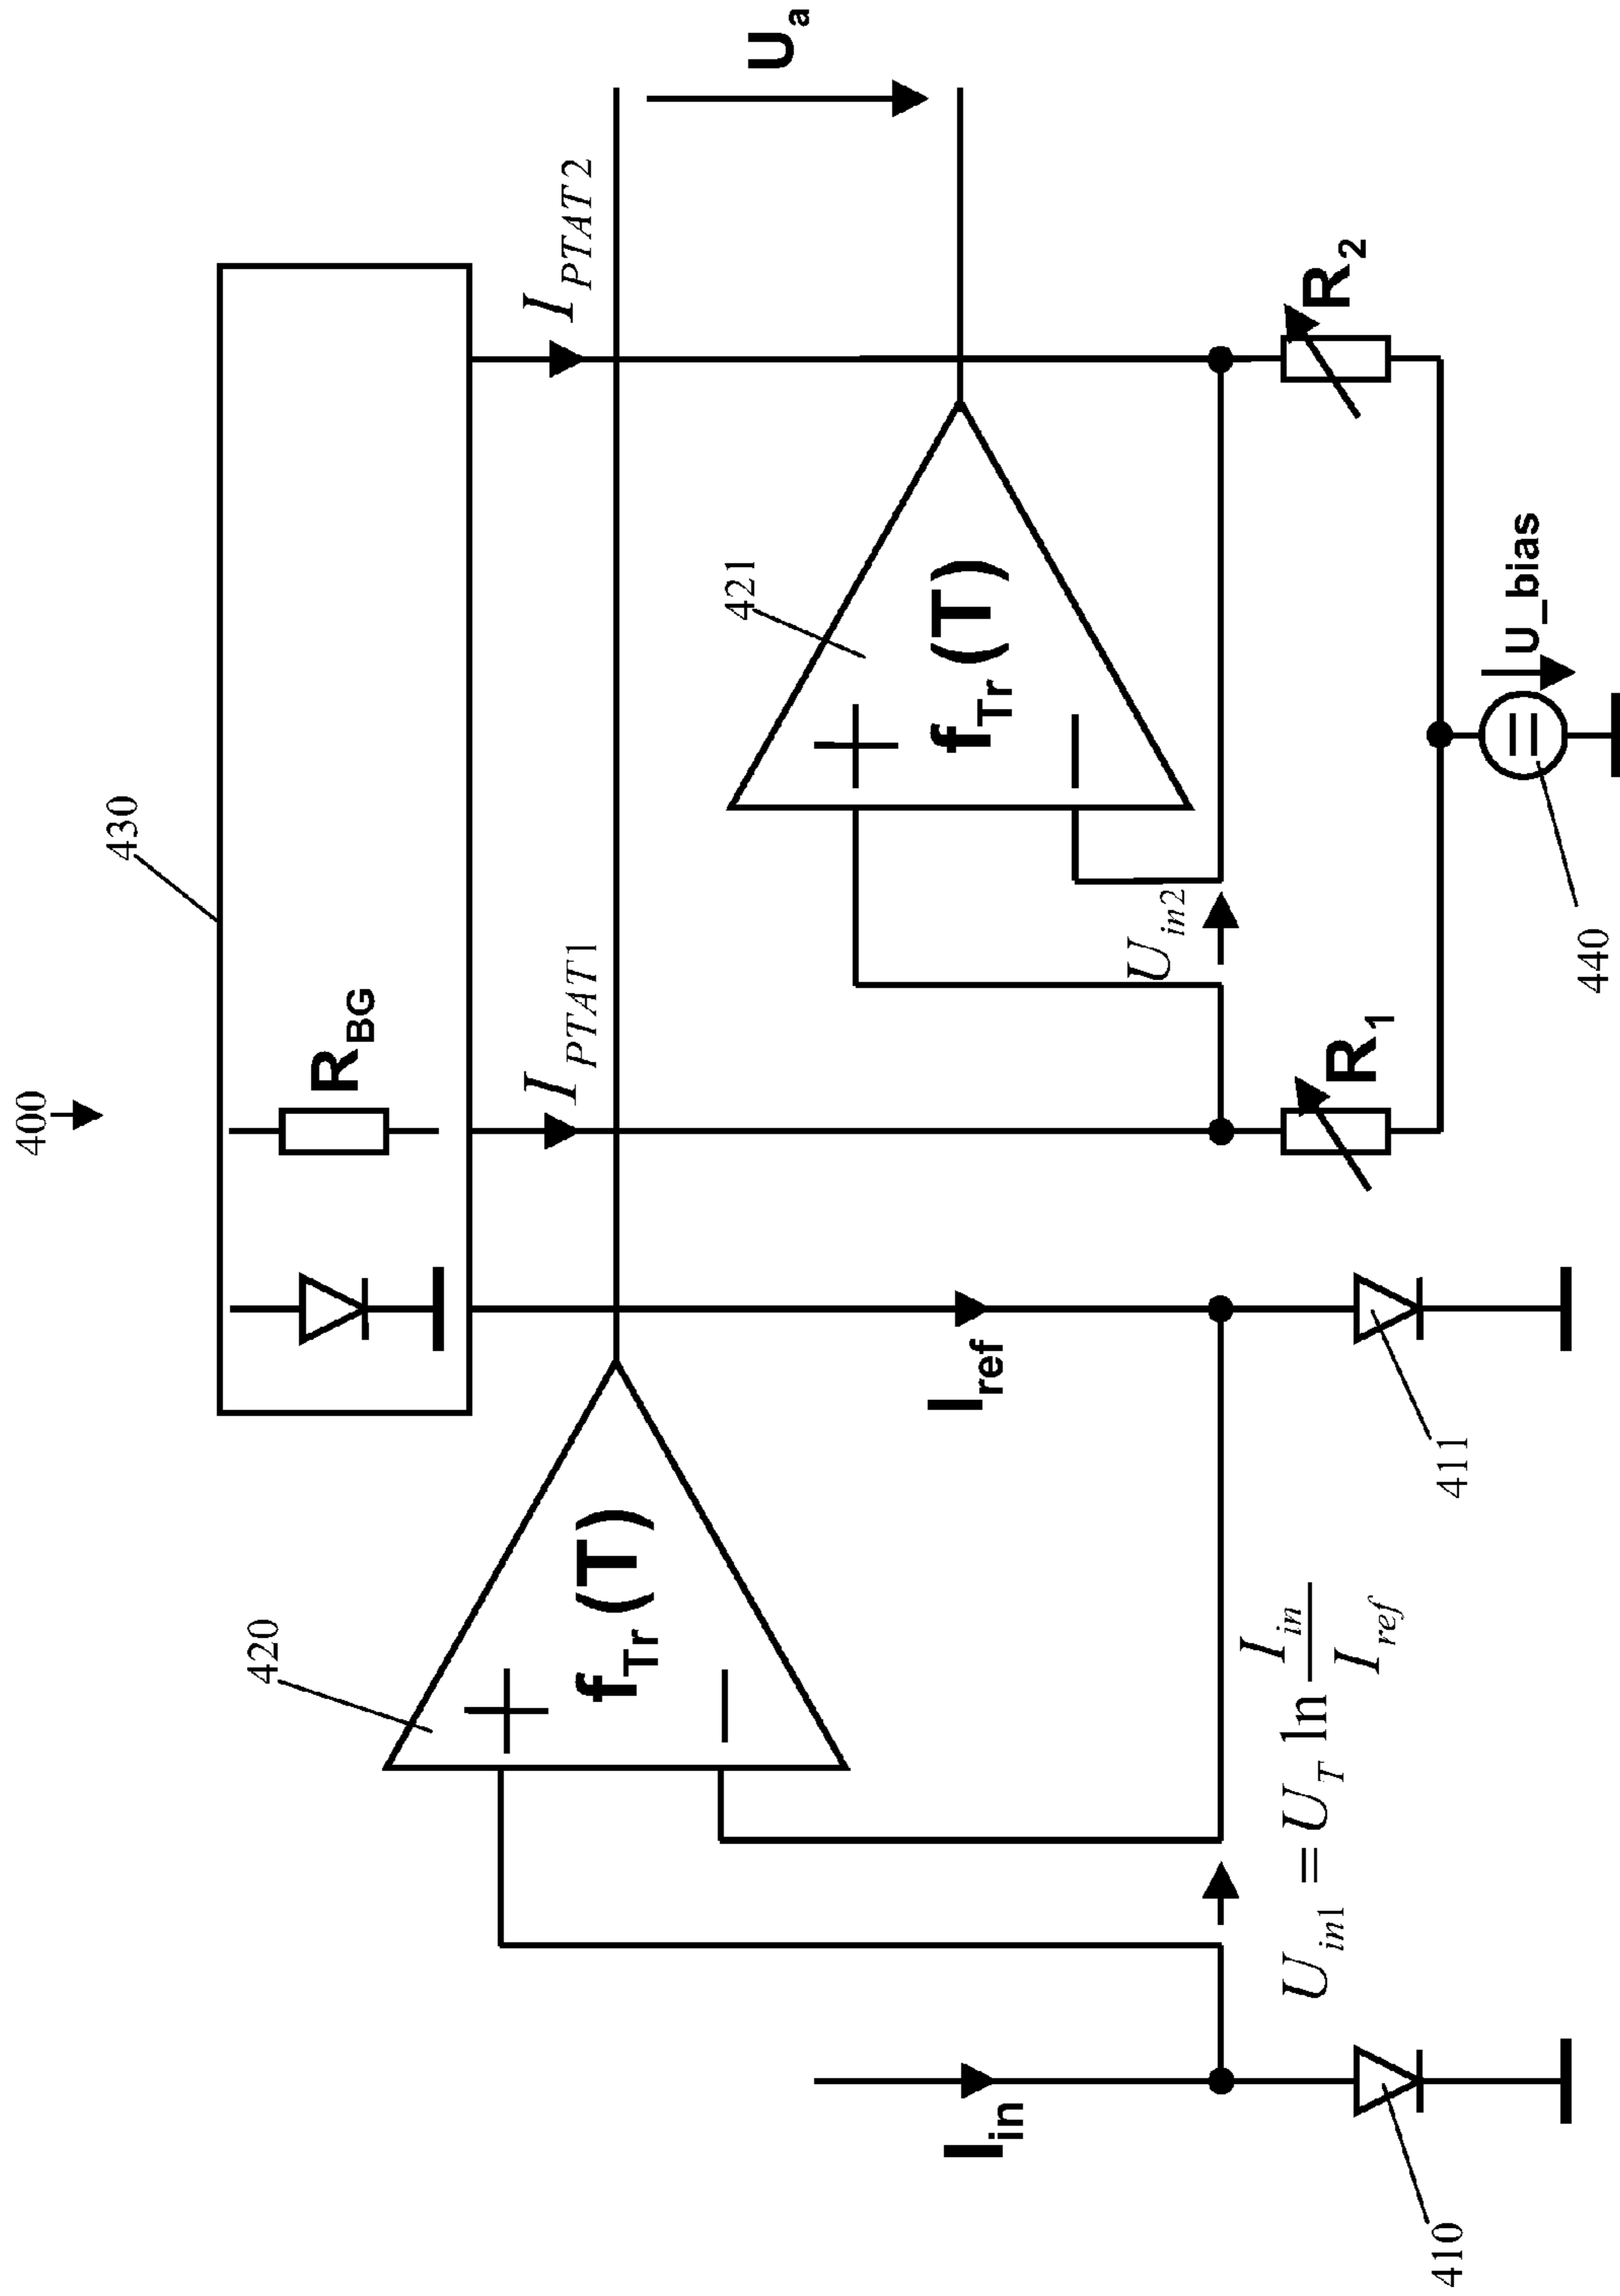 400
430
R_BG
I_PTAT1
I_PTAT2
U_a
420
+
−
f_Tr (T)
421
+
−
f_Tr (T)
I_in
I_ref
U_in1 = U_T ln I_in / I_ref
U_in2
R_1
R_2
410
411
440
=
U_bias